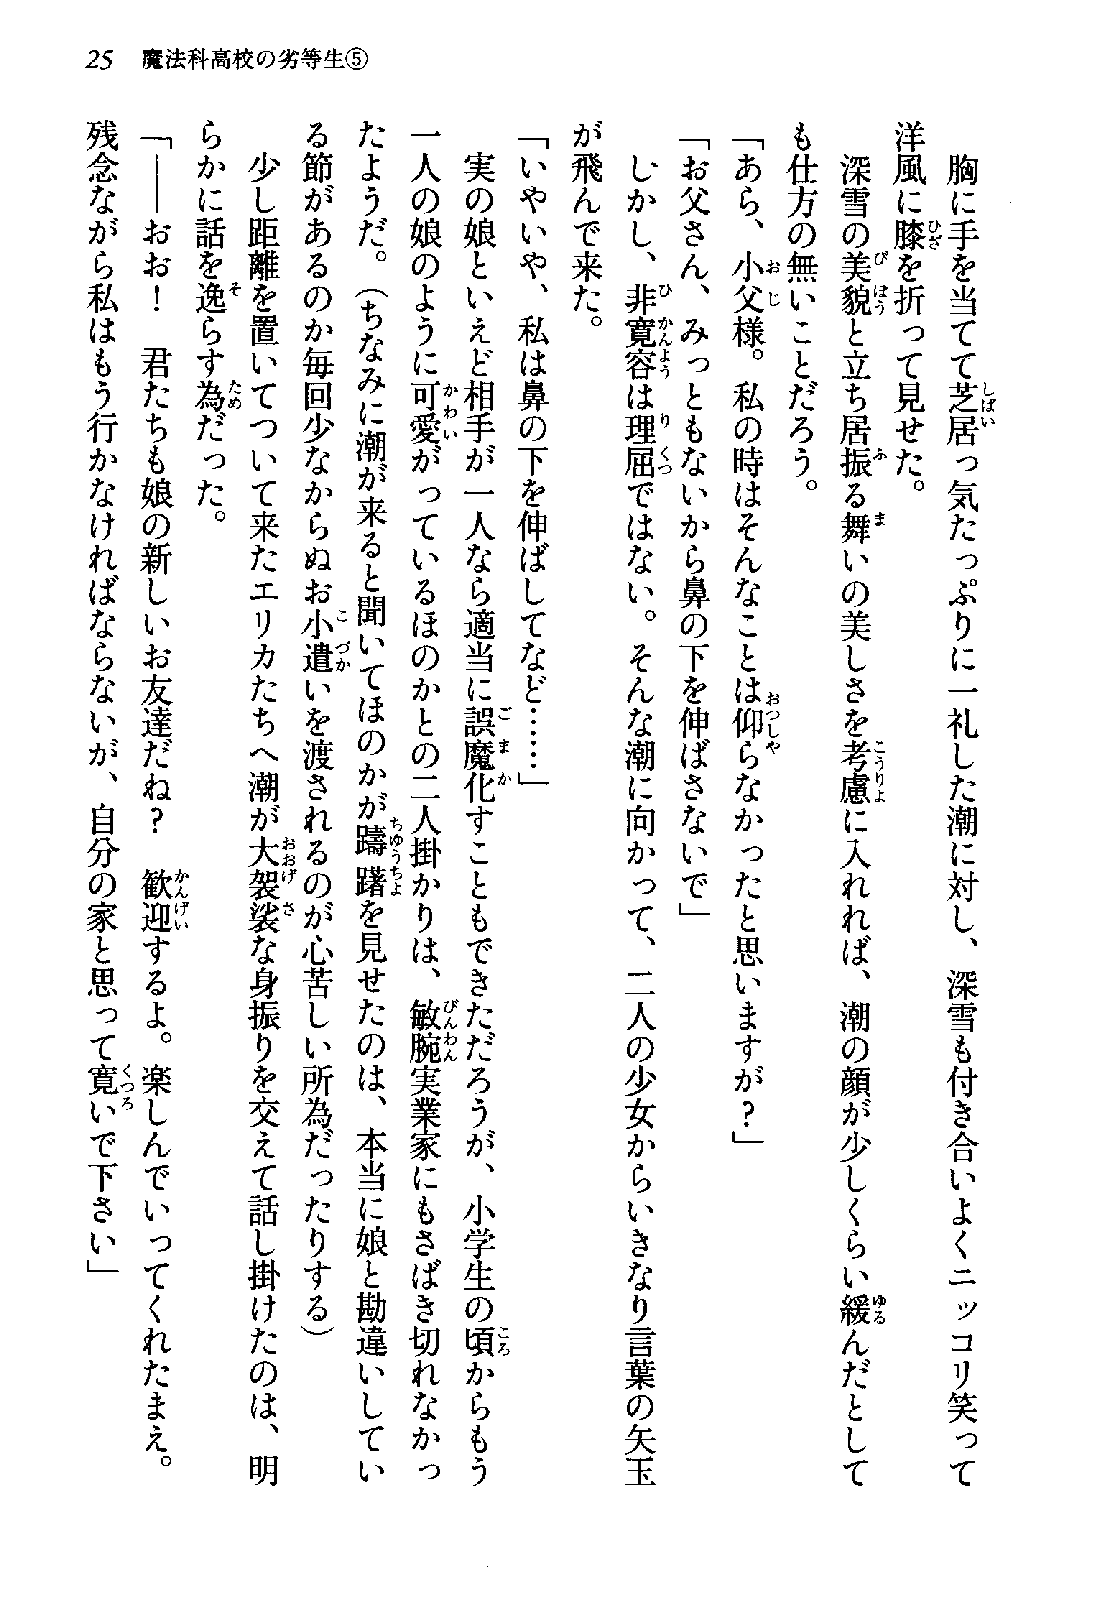 25 魔法科高校の劣等生⑤
胸に手を当てて芝居っ気たっぷりに一礼した潮に対し、深雪も付き合いよくニッコリ笑って
洋風に膝を折って見せた。
深雪の美貌と立ち居振る舞いの美しさを考慮に入れれば、潮の顔が少しくらい緩んだとして
も仕方の無いことだろう。
「あら、小父様。私の時はそんなことは仰らなかったと思いますが?」
「お父さん、みっともないから鼻の下を伸ばさないで」
しかし、非寛容は理屈ではない。そんな潮に向かって、二人の少女からいきなり言葉の矢玉
が飛んで来た。
「いやいや、私は鼻の下を伸ばしてなど……」
実の娘といえど相手が一人なら適当に誤魔化すこともできただろうが、小学生の頃からもう
一人の娘のように可愛がっているほのかとの二人掛かりは、敏腕実業家にもさばき切れなかっ
たようだ。(ちなみに潮が来ると聞いてほのかが躊躇を見せたのは、本当に娘と勘違いしてい
る節があるのか毎回少なからぬお小遣いを渡されるのが心苦しい所為だったりする)
少し距離を置いてついて来たエリカたちへ潮が大袈裟な身振りを交えて話し掛けたのは、明
らかに話を逸らす為だった。
「――おお! 君たちも娘の新しいお友達だね? 歓迎するよ。楽しんでいってくれたまえ。
残念ながら私はもう行かなければならないが、自分の家と思って寛いで下さい」